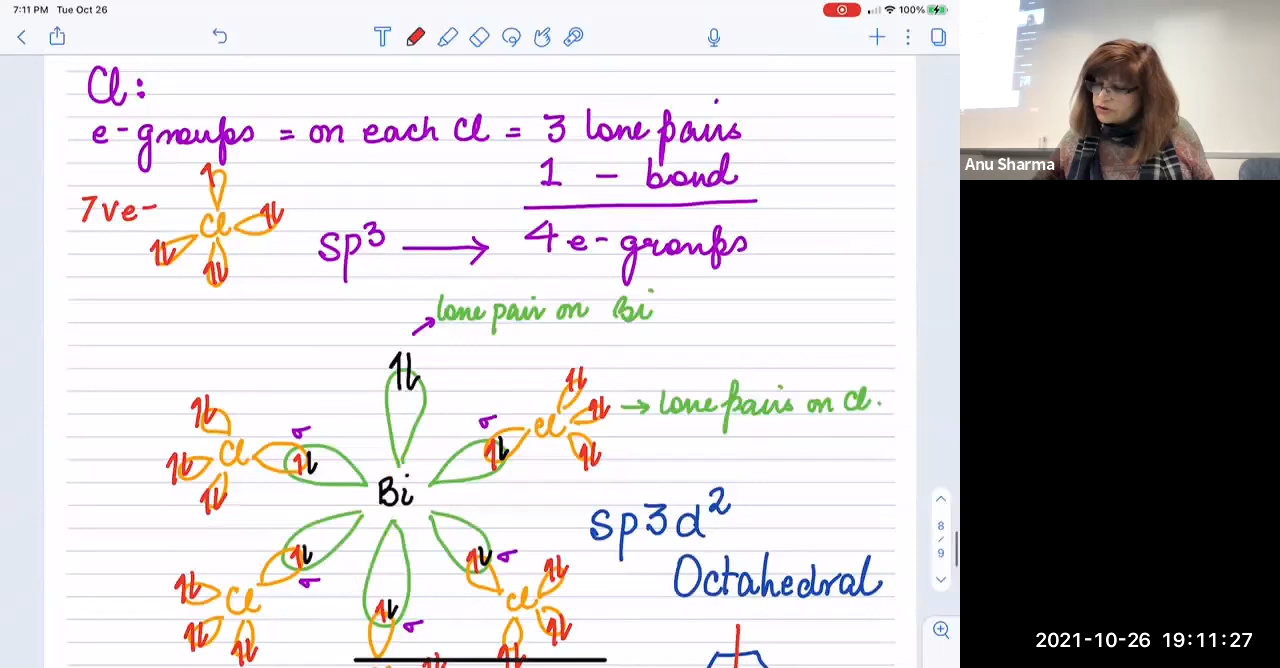 7:11 PM Tue Oct 26
100%
T
Cl:
e-groups = on each Cl = 3 lone pairs
1 - bond
7ve-
Cl
sp³ → 4 e-groups
lone pair on Bi
Cl σ
σ Cl → lone pairs on Cl.
Bi
sp3d²
Octahedral
Cl σ
σ Cl
σ
8
9
Anu Sharma
2021-10-26 19:11:27